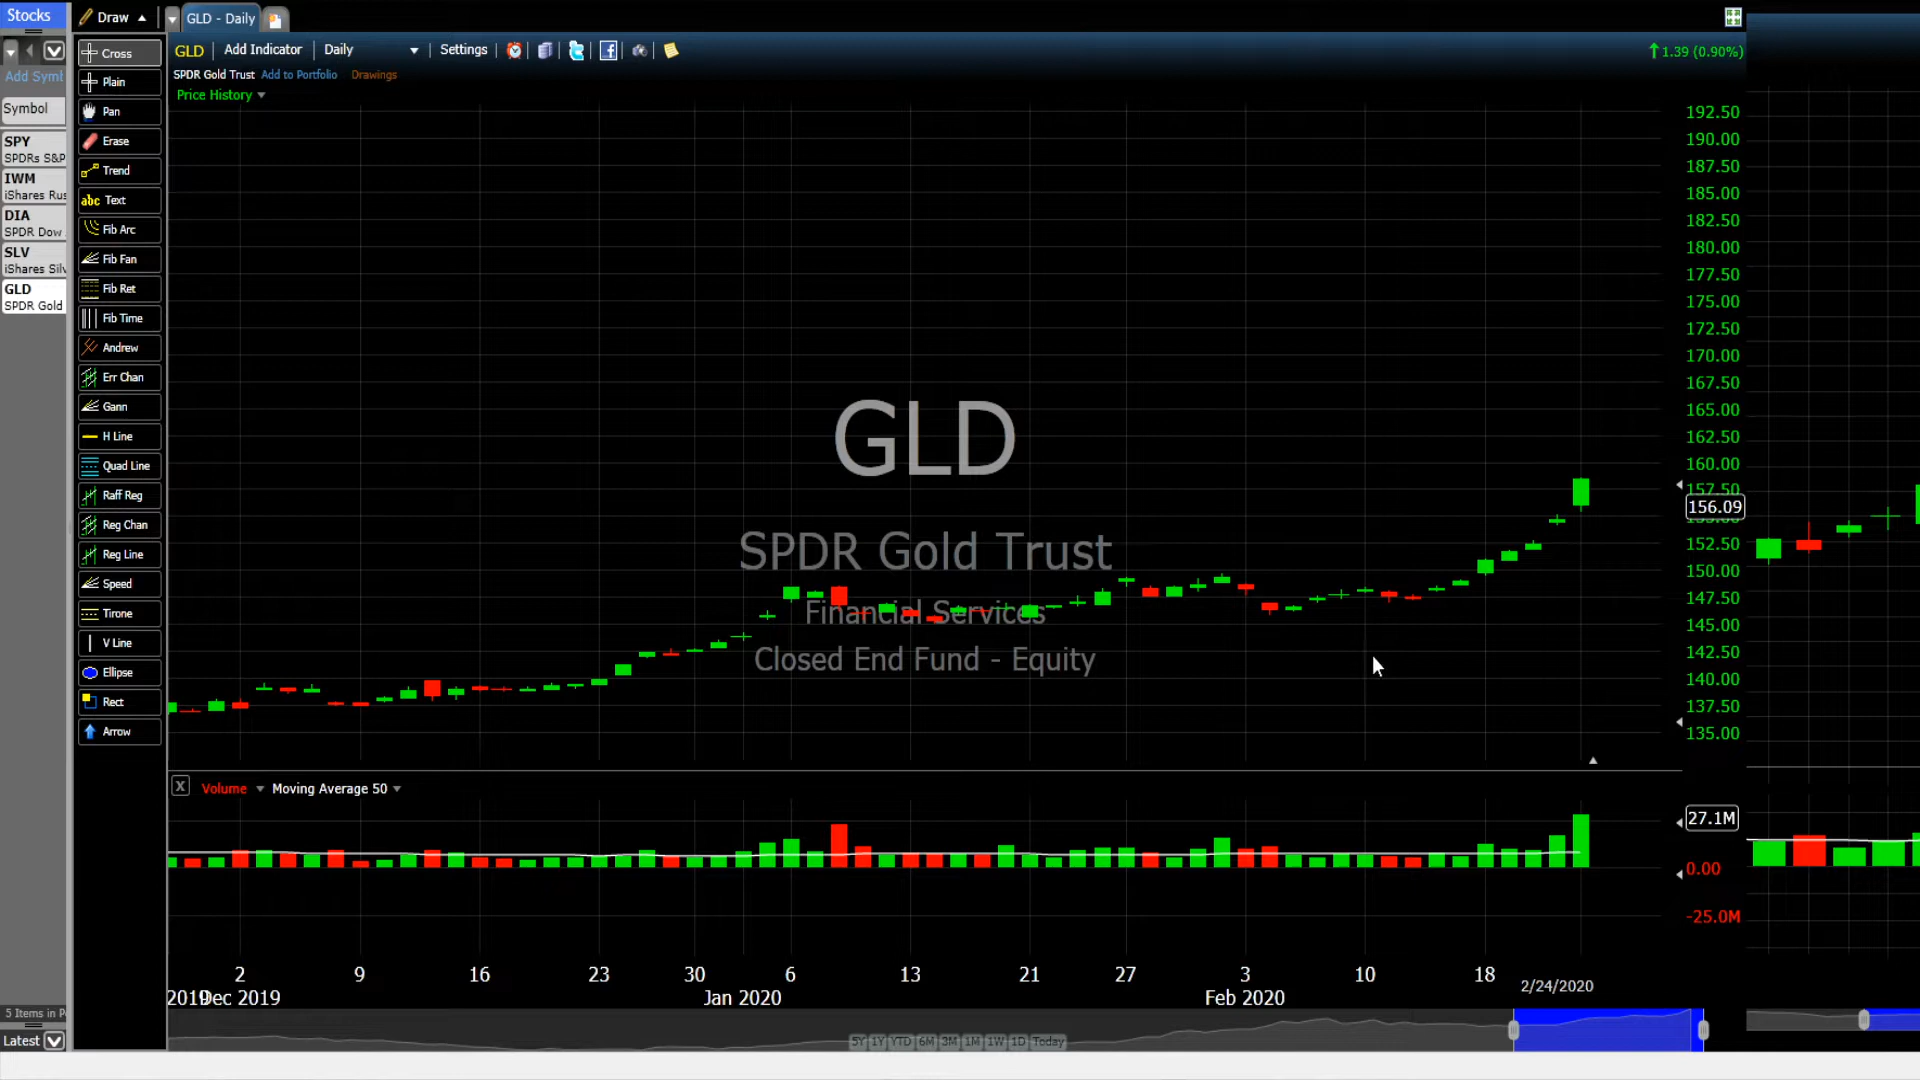 Stocks
Draw
GLD - Daily
GLD
Add Indicator
Daily
Settings
1.39 (0.90%)
SPDR Gold Trust
Add to Portfolio
Drawings
Price History
Add Symb
Symbol
SPY
SPDRs S&P
IWM
iShares Rus
DIA
SPDR Dow
SLV
iShares Silv
GLD
SPDR Gold
Cross
Plain
Pan
Erase
Trend
abc Text
Fib Arc
Fib Fan
Fib Ret
Fib Time
Andrew
Err Chan
Gann
H Line
Quad Line
Raff Reg
Reg Chan
Reg Line
Speed
Tirone
V Line
Ellipse
Rect
Arrow
GLD
SPDR Gold Trust
Financial Services
Closed End Fund - Equity
192.50
190.00
187.50
185.00
182.50
180.00
177.50
175.00
172.50
170.00
167.50
165.00
162.50
160.00
157.50
156.09
152.50
150.00
147.50
145.00
142.50
140.00
137.50
135.00
X Volume
Moving Average 50
27.1M
0.00
-25.0M
2 9 16 23 30 6 13 21 27 3 10 18
2/24/2020
2019 Dec 2019 Jan 2020 Feb 2020
5 Items in P
Latest
5Y 1Y YTD 6M 3M 1M 1W 1D Today